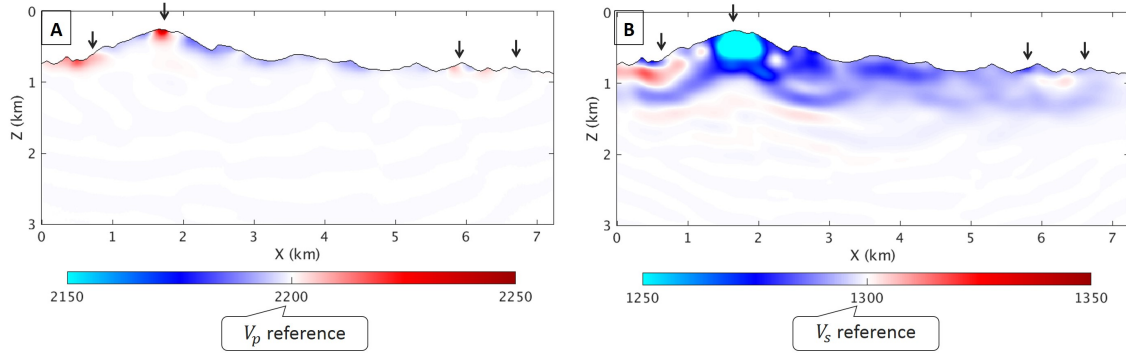 A
Z (km)
0
1
2
3
0 1 2 3 4 5 6 7
X (km)
2150 2200 2250
V_p reference
B
Z (km)
0
1
2
3
0 1 2 3 4 5 6 7
X (km)
1250 1300 1350
V_s reference